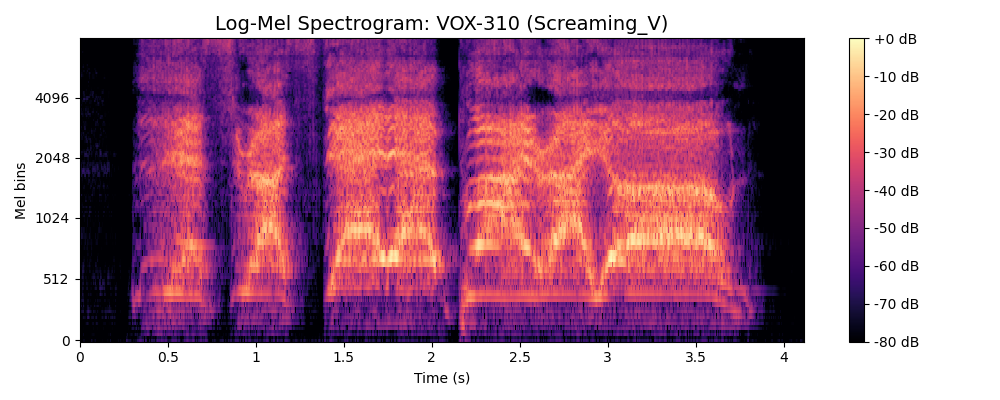 Log-Mel Spectrogram: VOX-310 (Screaming_V)
Mel bins
4096
2048
1024
512
0
0 0.5 1 1.5 2 2.5 3 3.5 4
Time (s)
+0 dB
-10 dB
-20 dB
-30 dB
-40 dB
-50 dB
-60 dB
-70 dB
-80 dB